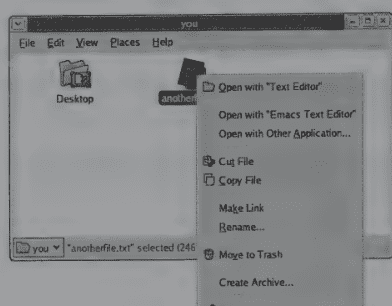 you
File Edit View Places Help
Desktop
Open with "Text Editor"
Open with "Emacs Text Editor"
Open with Other Application...
Cut File
Copy File
Make Link
Rename...
Move to Trash
Create Archive...
you "anotherfile.txt" selected (246